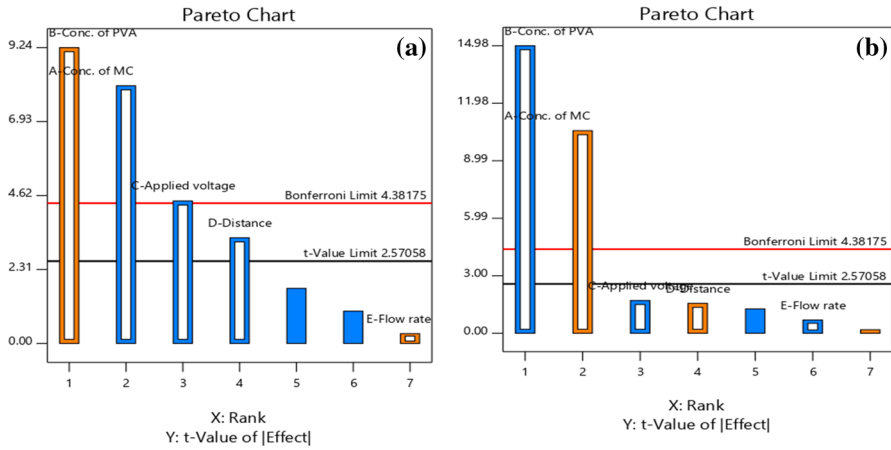 Pareto Chart
(a)
9.24
6.93
4.62
2.31
0.00
B-Conc. of PVA
A-Conc. of MC
C-Applied voltage
Bonferroni Limit 4.38175
D-Distance
t-Value Limit 2.57058
E-Flow rate
1 2 3 4 5 6 7
X: Rank
Y: t-Value of |Effect|
Pareto Chart
(b)
14.98
11.98
8.99
5.99
3.00
0.00
B-Conc. of PVA
A-Conc. of MC
Bonferroni Limit 4.38175
t-Value Limit 2.57058
C-Applied voltage
D-Distance
E-Flow rate
1 2 3 4 5 6 7
X: Rank
Y: t-Value of |Effect|